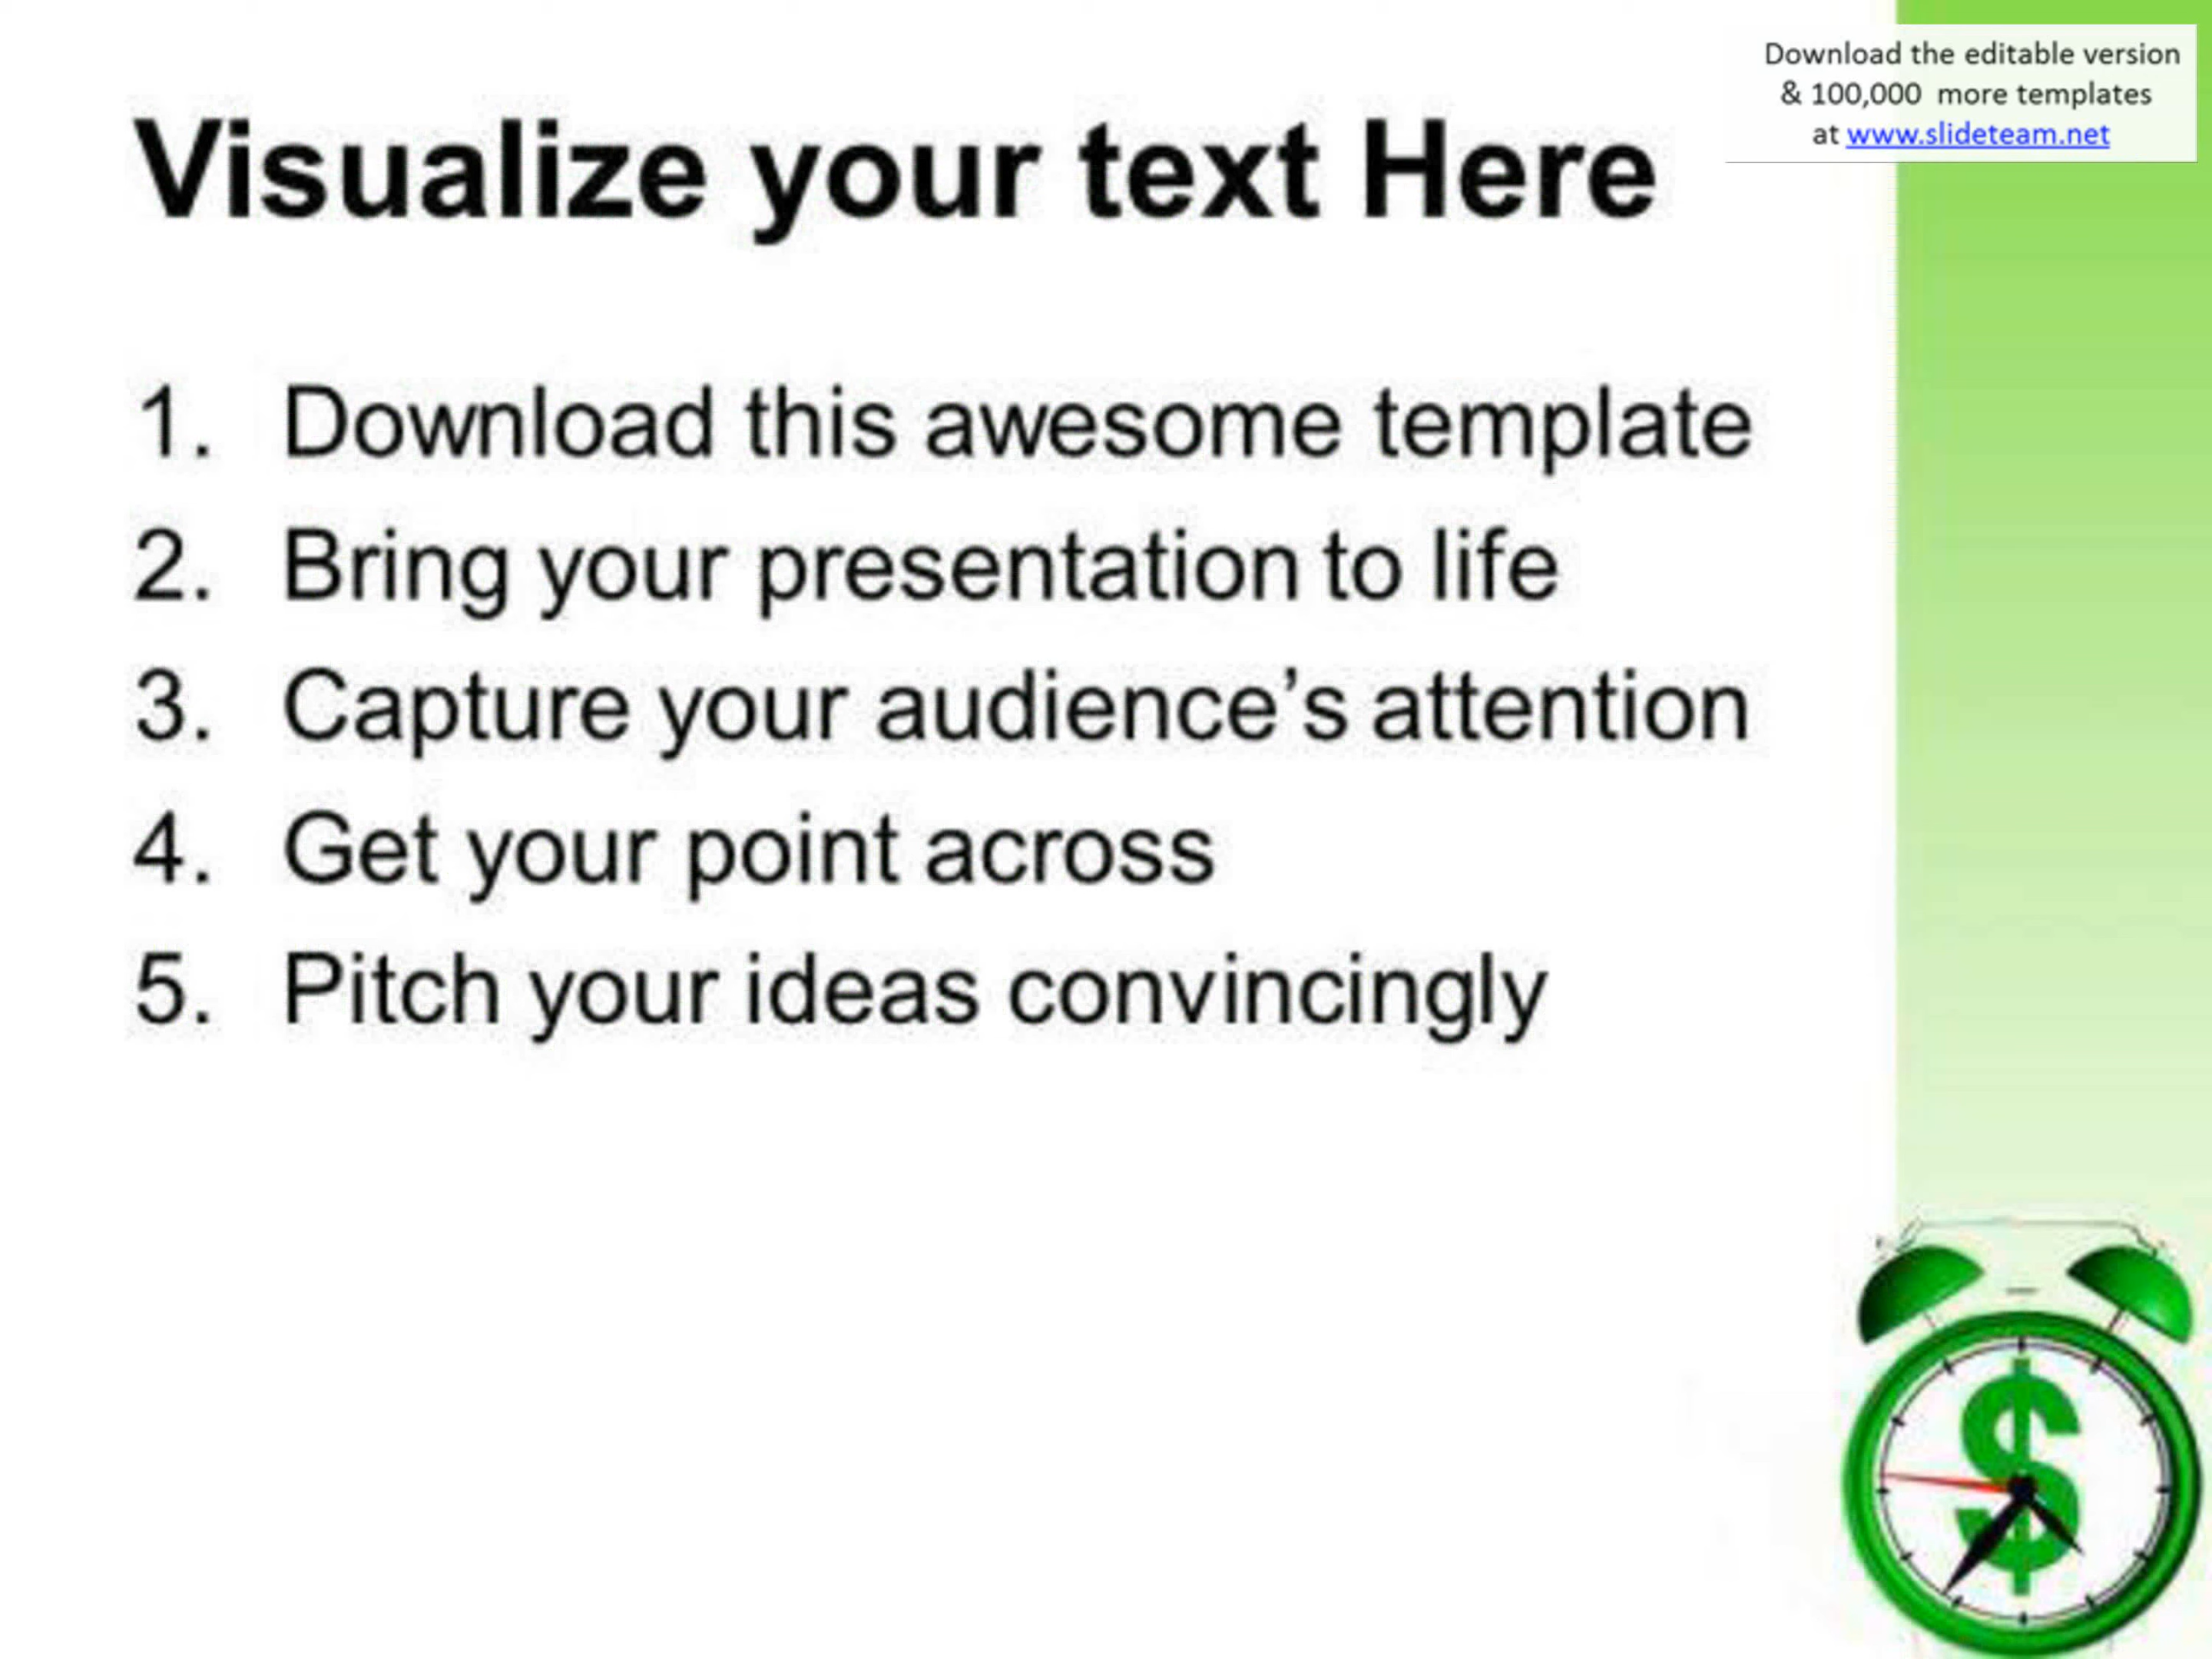 Download the editable version
& 100,000 more templates
at www.slideteam.net
Visualize your text Here
1. Download this awesome template
2. Bring your presentation to life
3. Capture your audience’s attention
4. Get your point across
5. Pitch your ideas convincingly
$